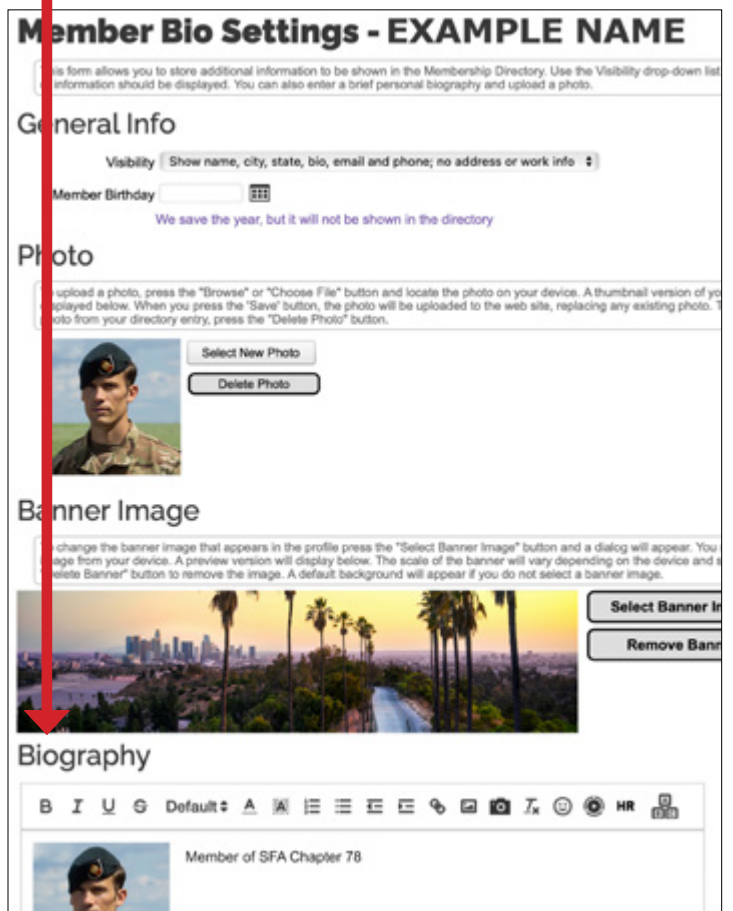 Member Bio Settings - EXAMPLE NAME
is form allows you to store additional information to be shown in the Membership Directory. Use the Visibility drop-down list
information should be displayed. You can also enter a brief personal biography and upload a photo.
General Info
Visibility Show name, city, state, bio, email and phone; no address or work info
Member Birthday
We save the year, but it will not be shown in the directory
Photo
upload a photo, press the "Browse" or "Choose File" button and locate the photo on your device. A thumbnail version of yo
splayed below. When you press the 'Save' button, the photo will be uploaded to the web site, replacing any existing photo. T
photo from your directory entry, press the "Delete Photo" button.
Select New Photo
Delete Photo
Banner Image
change the banner image that appears in the profile press the "Select Banner Image" button and a dialog will appear. You
image from your device. A preview version will display below. The scale of the banner will vary depending on the device and s
elete Banner" button to remove the image. A default background will appear if you do not select a banner image.
Select Banner Im
Remove Bann
Biography
B I U S Default A A HR
Member of SFA Chapter 78